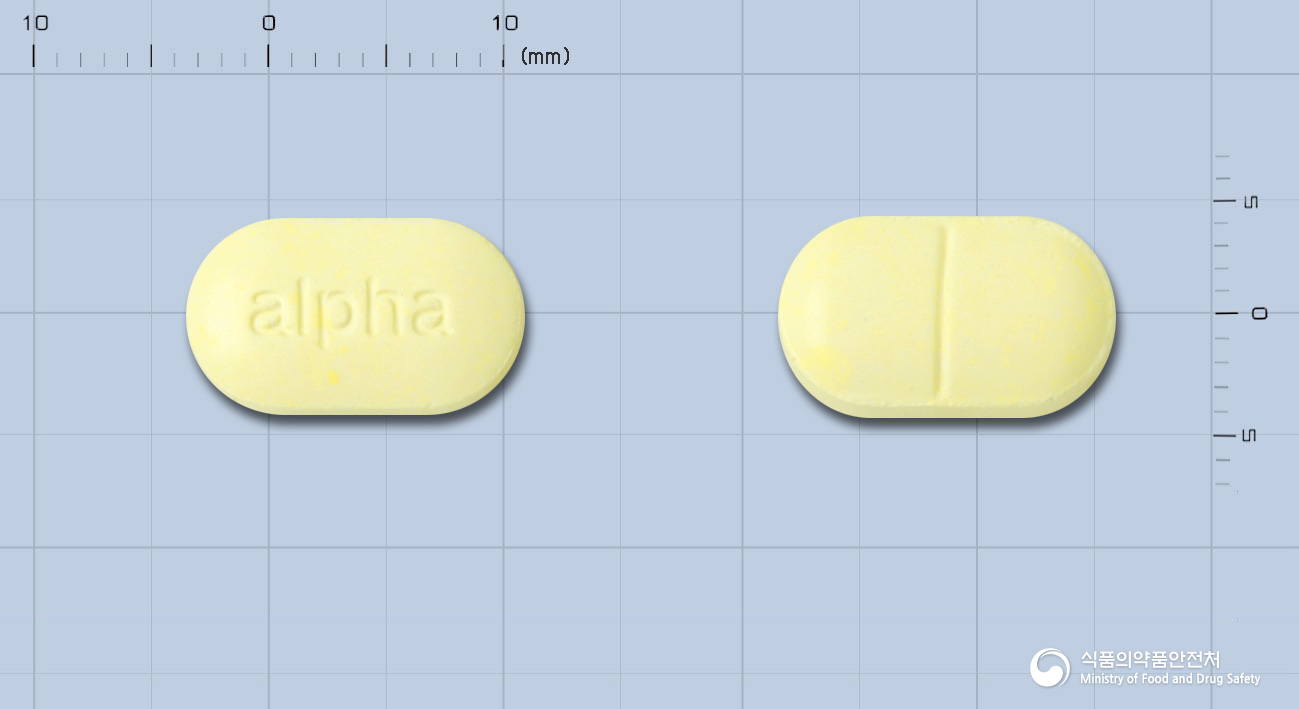 10 0 10 (mm)
alpha
5
0
5
식품의약품안전처
Ministry of Food and Drug Safety